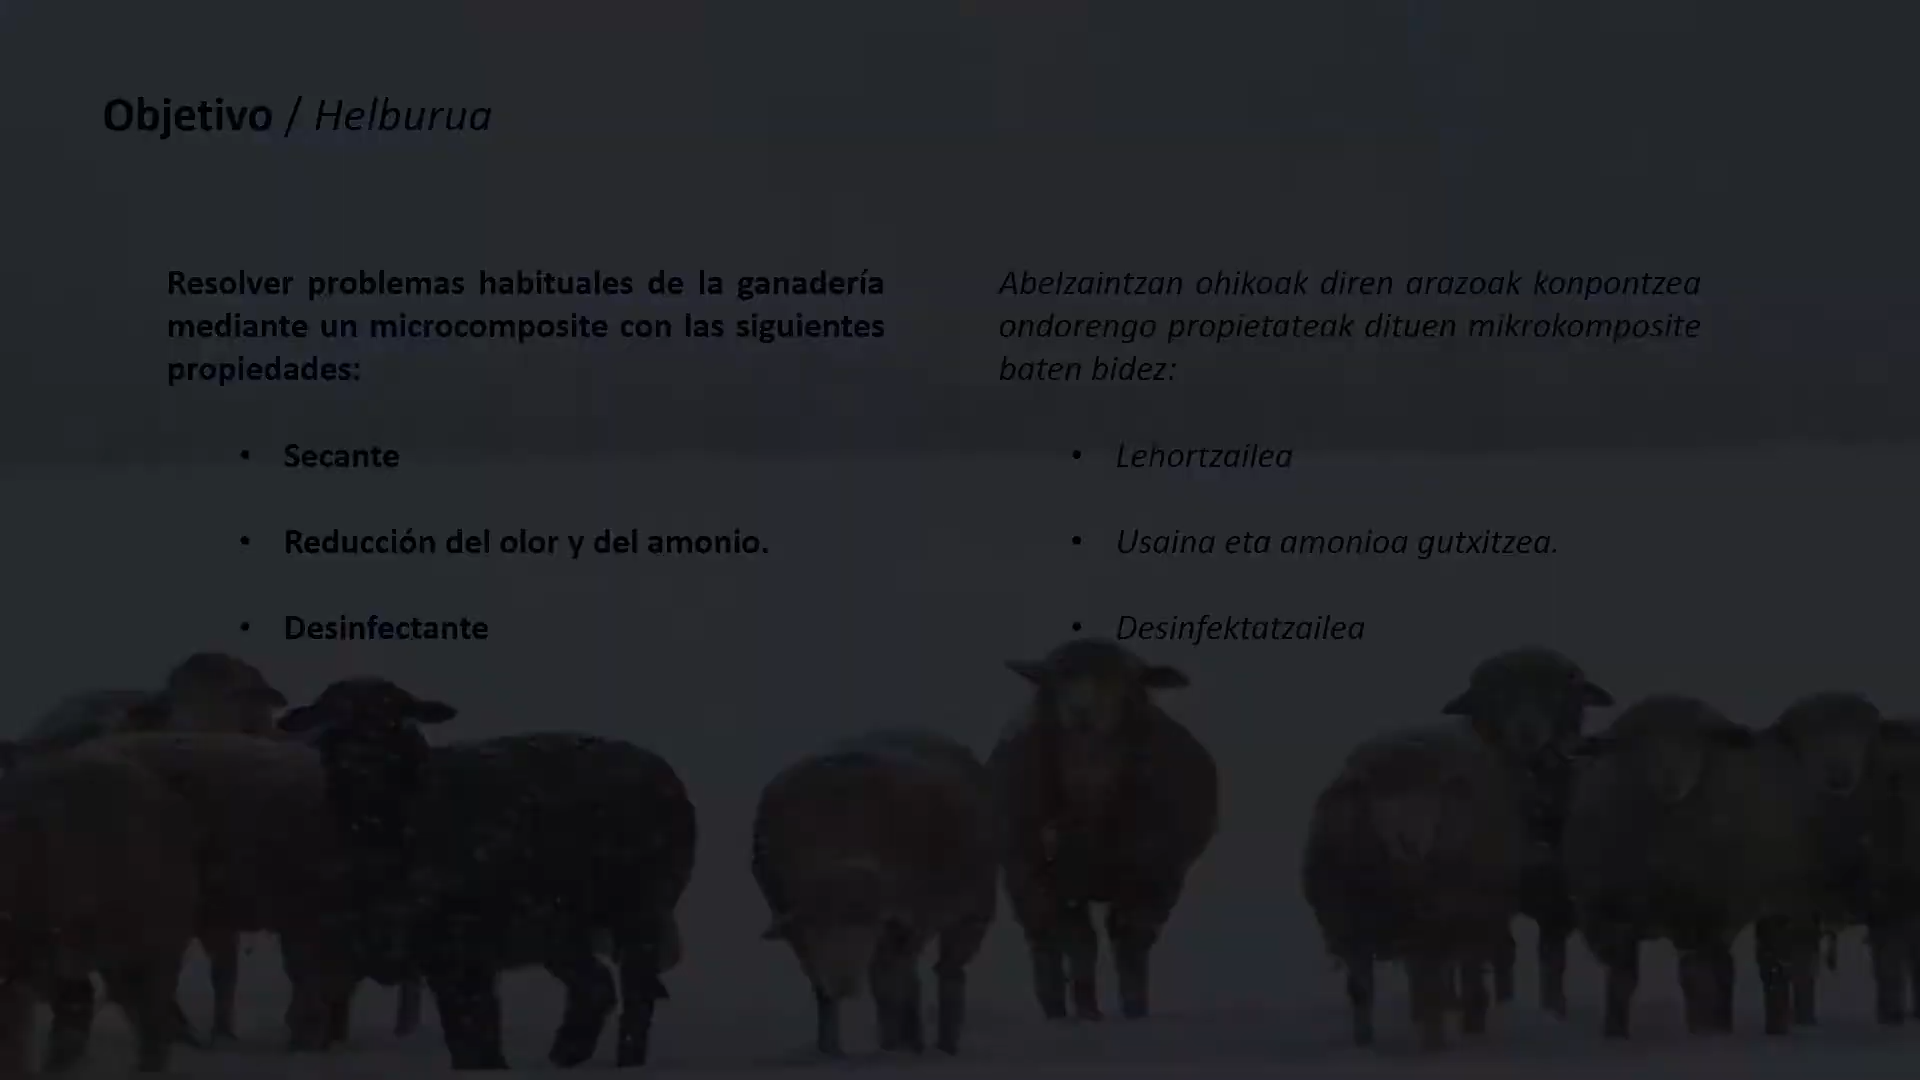 Objetivo / Helburua
Resolver problemas habituales de la ganadería
mediante un microcomposite con las siguientes
propiedades:
• Secante
• Reducción del olor y del amonio.
• Desinfectante
Abelzaintzan ohikoak diren arazoak konpontzea
ondorengo propietateak dituen mikrokomposite
baten bidez:
• Lehortzailea
• Usaina eta amonioa gutxitzea.
• Desinfektatzailea